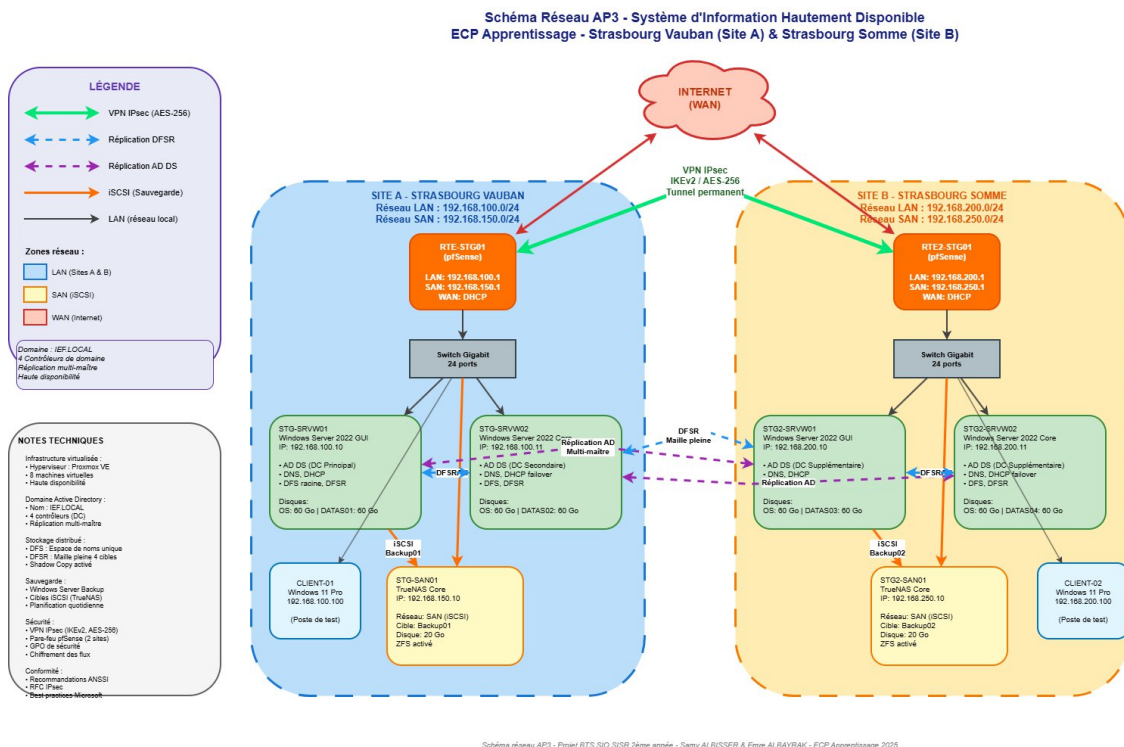 Schéma Réseau AP3 - Système d'Information Hautement Disponible
ECP Apprentissage - Strasbourg Vauban (Site A) & Strasbourg Somme (Site B)
LÉGENDE
VPN IPsec (AES-256)
Réplication DFSR
Réplication AD DS
iSCSI (Sauvegarde)
LAN (réseau local)
Zones réseau :
LAN (Sites A & B)
SAN (iSCSI)
WAN (Internet)
Domaine : IEF.LOCAL
4 Contrôleurs de domaine
Réplication multi-maître
Haute disponibilité
NOTES TECHNIQUES
Infrastructure virtualisée :
• Hyperviseur : Proxmox VE
• 8 machines virtuelles
• Haute disponibilité
Domaine Active Directory :
• Nom : IEF.LOCAL
• 4 contrôleurs (DC)
• Réplication multi-maître
Stockage distribué :
• DFS : Espace de noms unique
• DFSR : Maille pleine 4 cibles
• Shadow Copy activé
Sauvegarde :
• Windows Server Backup
• Cibles iSCSI (TrueNAS)
• Planification quotidienne
Sécurité :
• VPN IPsec (IKEv2, AES-256)
• Pare-feu pfSense (2 sites)
• GPO de sécurité
• Chiffrement des flux
Conformité :
• Recommandations ANSSI
• RFC IPsec
• Best practices Microsoft
INTERNET
(WAN)
VPN IPsec
IKEv2 / AES-256
Tunnel permanent
SITE A - STRASBOURG VAUBAN
Réseau LAN : 192.168.100.0/24
Réseau SAN : 192.168.150.0/24
RTE-STG01
(pfSense)
LAN: 192.168.100.1
SAN: 192.168.150.1
WAN: DHCP
Switch Gigabit
24 ports
STG-SRVW01
Windows Server 2022 GUI
IP: 192.168.100.10
• AD DS (DC Principal)
• DNS, DHCP
• DFS racine, DFSR
Disques:
OS: 60 Go | DATAS01: 60 Go
STG-SRVW02
Windows Server 2022 Core
IP: 192.168.100.11
• AD DS (DC Secondaire)
• DNS, DHCP failover
• DFS, DFSR
Disques:
OS: 60 Go | DATAS02: 60 Go
DFSR
Réplication AD
Multi-maître
iSCSI
Backup01
CLIENT-01
Windows 11 Pro
192.168.100.100
(Poste de test)
STG-SAN01
TrueNAS Core
IP: 192.168.150.10
Réseau: SAN (iSCSI)
Cible: Backup01
Disque: 20 Go
ZFS activé
DFSR
Maille pleine
Réplication AD
SITE B - STRASBOURG SOMME
Réseau LAN : 192.168.200.0/24
Réseau SAN : 192.168.250.0/24
RTE2-STG01
(pfSense)
LAN: 192.168.200.1
SAN: 192.168.250.1
WAN: DHCP
Switch Gigabit
24 ports
STG2-SRVW01
Windows Server 2022 GUI
IP: 192.168.200.10
• AD DS (DC Supplémentaire)
• DNS, DHCP
Disques:
OS: 60 Go | DATAS03: 60 Go
STG2-SRVW02
Windows Server 2022 Core
IP: 192.168.200.11
• AD DS (DC Supplémentaire)
• DNS, DHCP failover
• DFS, DFSR
Disques:
OS: 60 Go | DATAS04: 60 Go
DFSR
iSCSI
Backup02
STG2-SAN01
TrueNAS Core
IP: 192.168.250.10
Réseau: SAN (iSCSI)
Cible: Backup02
Disque: 20 Go
ZFS activé
CLIENT-02
Windows 11 Pro
192.168.200.100
(Poste de test)
Schéma réseau AP3 - Projet BTS SIO SISR 2ème année - Samy ALBISSER & Emre ALBAYRAK - ECP Apprentissage 2025